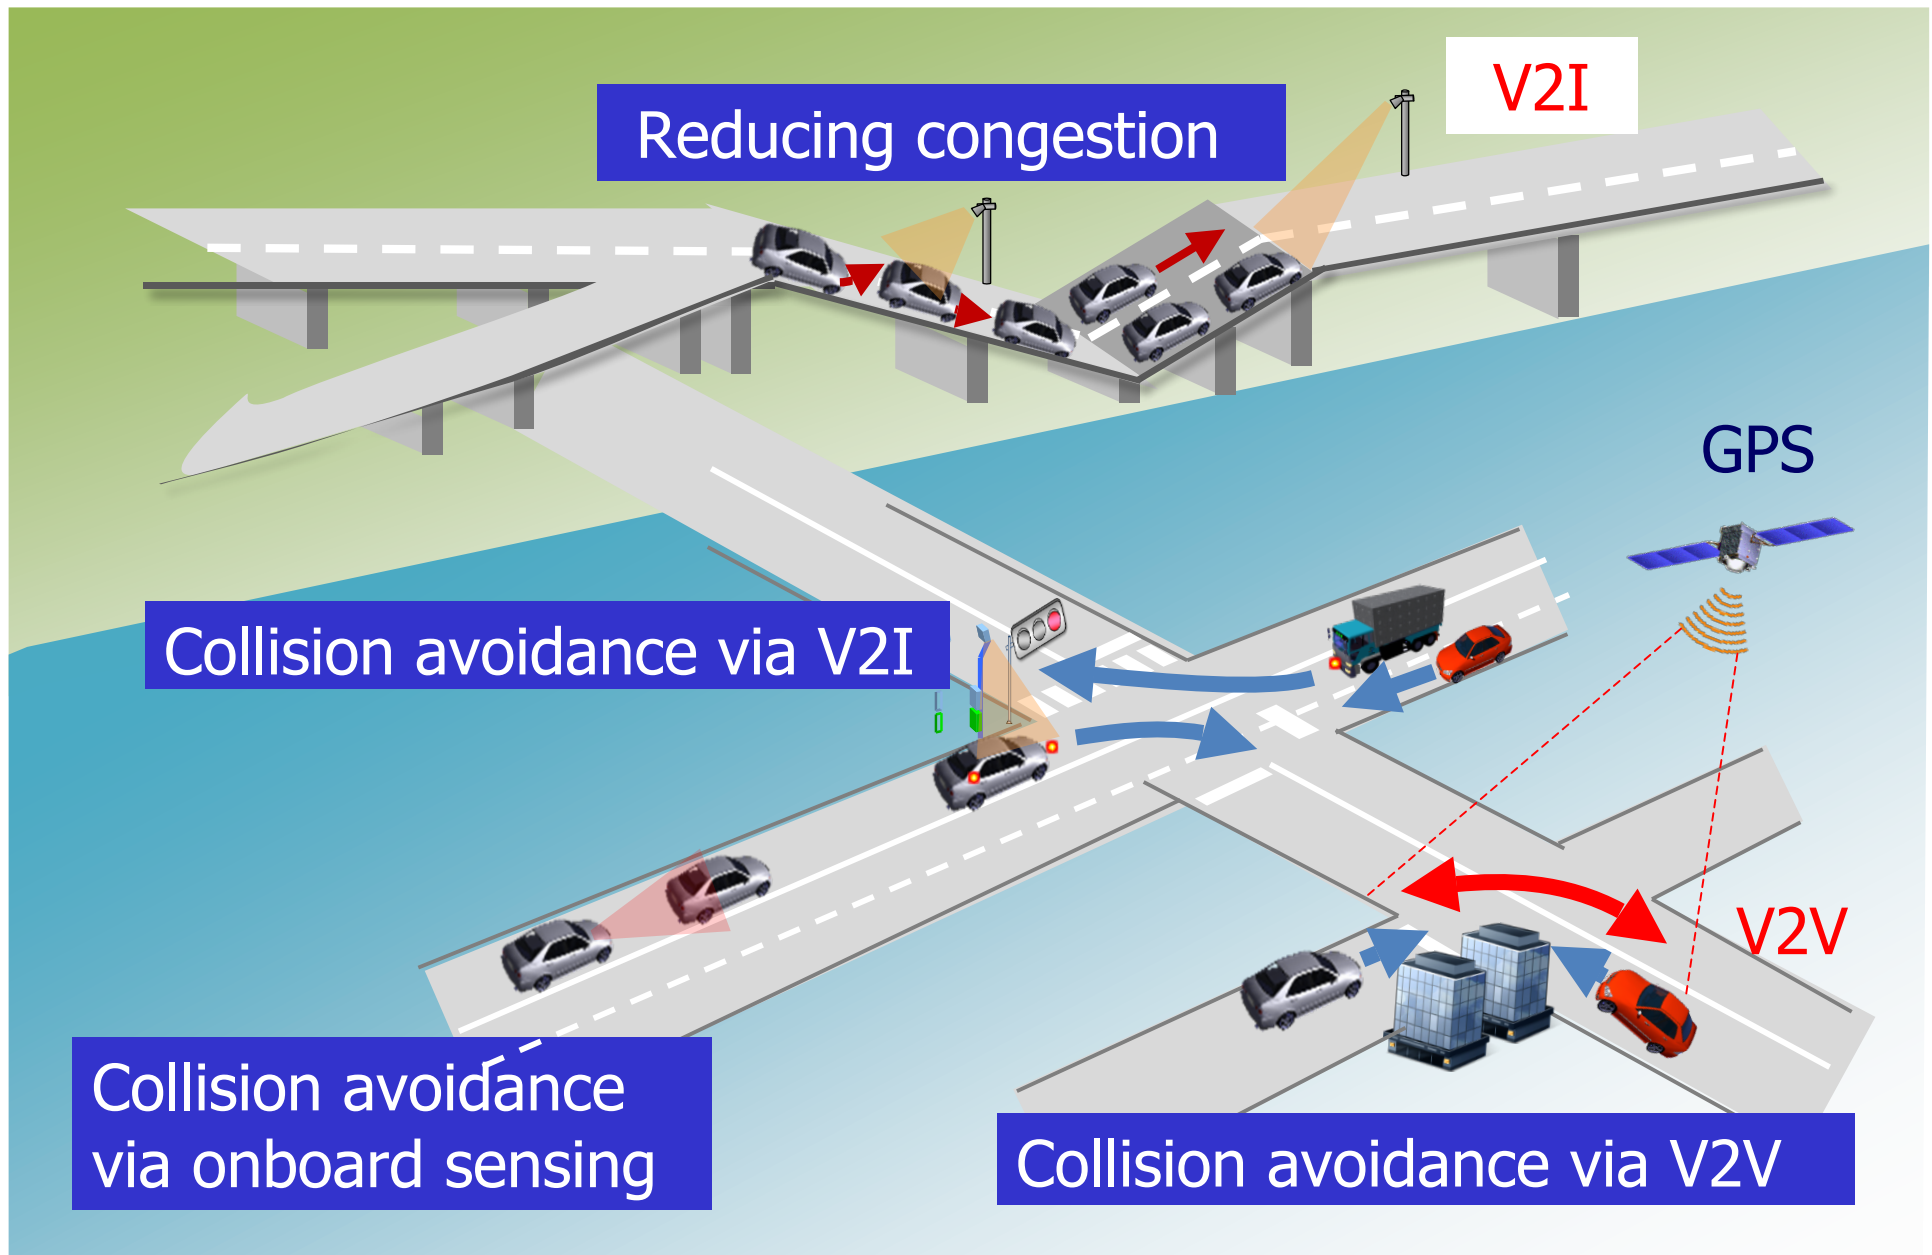 V2I
Reducing congestion
GPS
Collision avoidance via V2I
V2V
Collision avoidance
via onboard sensing
Collision avoidance via V2V